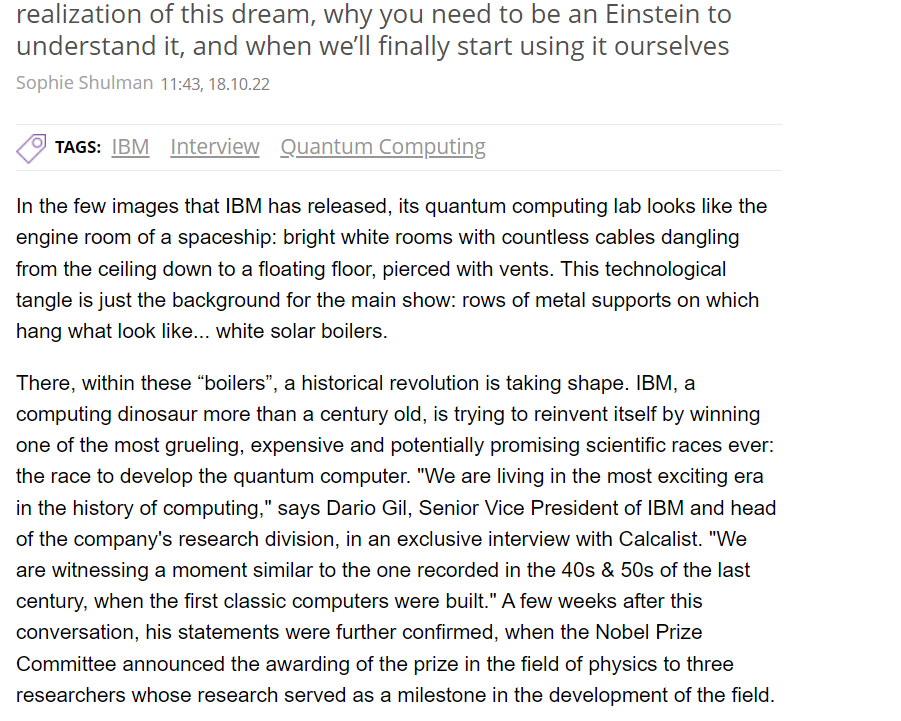 realization of this dream, why you need to be an Einstein to
understand it, and when we’ll finally start using it ourselves
Sophie Shulman 11:43, 18.10.22
TAGS: IBM Interview Quantum Computing
In the few images that IBM has released, its quantum computing lab looks like the
engine room of a spaceship: bright white rooms with countless cables dangling
from the ceiling down to a floating floor, pierced with vents. This technological
tangle is just the background for the main show: rows of metal supports on which
hang what look like... white solar boilers.
There, within these “boilers”, a historical revolution is taking shape. IBM, a
computing dinosaur more than a century old, is trying to reinvent itself by winning
one of the most grueling, expensive and potentially promising scientific races ever:
the race to develop the quantum computer. "We are living in the most exciting era
in the history of computing," says Dario Gil, Senior Vice President of IBM and head
of the company's research division, in an exclusive interview with Calcalist. "We
are witnessing a moment similar to the one recorded in the 40s & 50s of the last
century, when the first classic computers were built." A few weeks after this
conversation, his statements were further confirmed, when the Nobel Prize
Committee announced the awarding of the prize in the field of physics to three
researchers whose research served as a milestone in the development of the field.